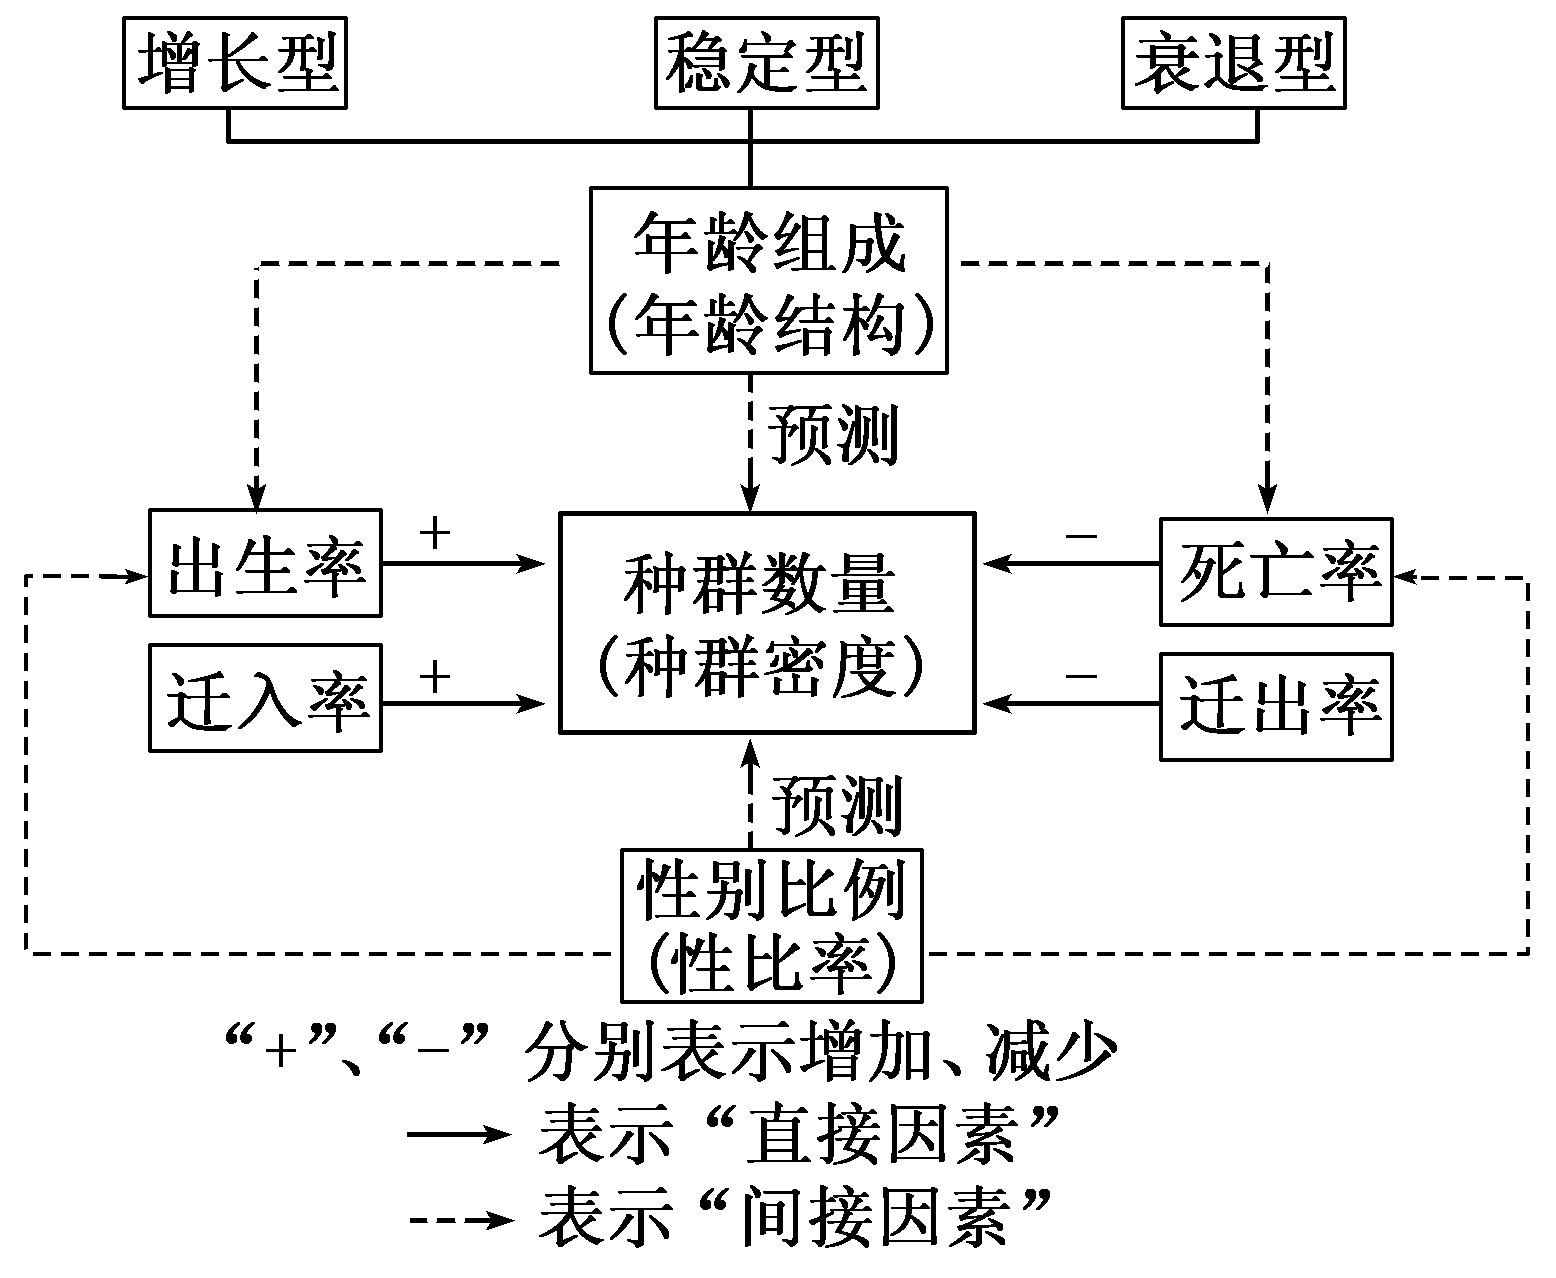 增长型
稳定型
衰退型
年龄组成
(年龄结构)
预测
出生率
+
种群数量
(种群密度)
-
死亡率
迁入率
+
-
迁出率
预测
性别比例
(性比率)
“+”、“-”分别表示增加、减少
表示“直接因素”
表示“间接因素”